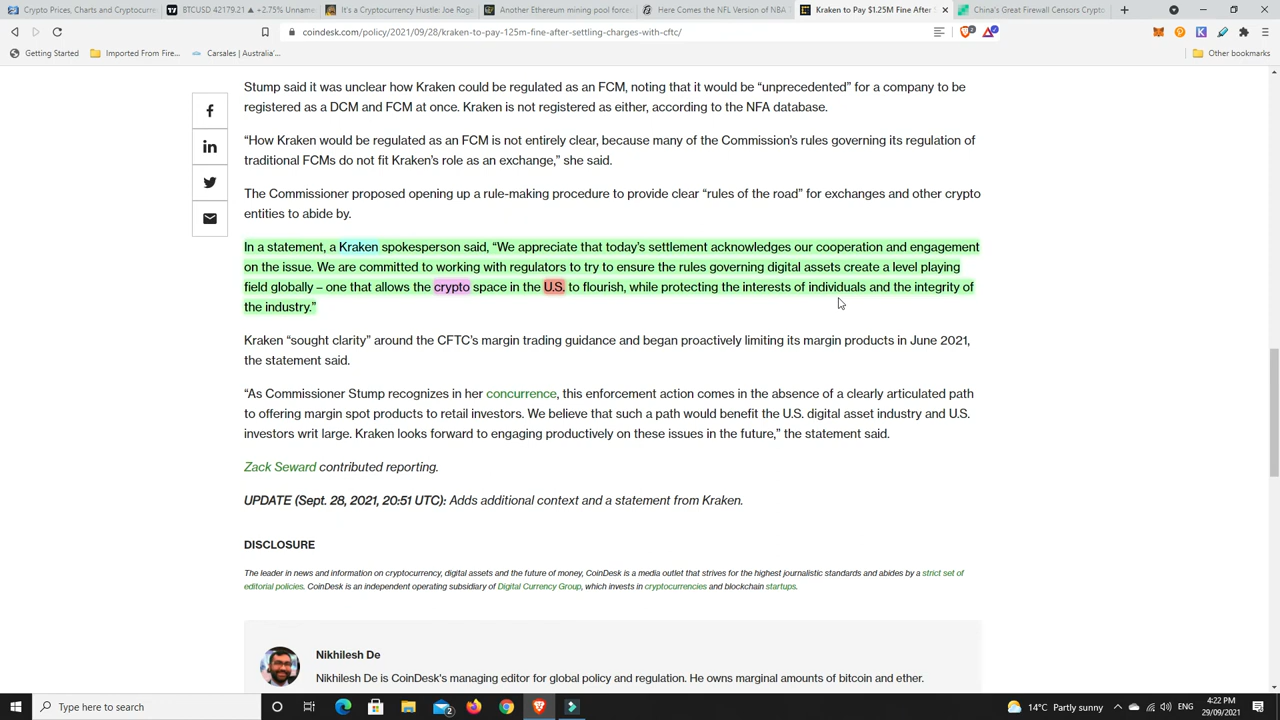 Crypto Prices, Charts and Cryptocurre
BTCUSD 42179.21 ▲ +2.75% Unname
It's a Cryptocurrency Hustle: Joe Roga
Another Ethereum mining pool forced
Here Comes the NFL Version of NBA T
Kraken to Pay $1.25M Fine After S
China's Great Firewall Censors Crypto
coindesk.com/policy/2021/09/28/kraken-to-pay-125m-fine-after-settling-charges-with-cftc/
Getting Started
Imported From Fire...
Carsales | Australia'...
Other bookmarks
Stump said it was unclear how Kraken could be regulated as an FCM, noting that it would be “unprecedented” for a company to be
registered as a DCM and FCM at once. Kraken is not registered as either, according to the NFA database.
“How Kraken would be regulated as an FCM is not entirely clear, because many of the Commission’s rules governing its regulation of
traditional FCMs do not fit Kraken’s role as an exchange,” she said.
The Commissioner proposed opening up a rule-making procedure to provide clear “rules of the road” for exchanges and other crypto
entities to abide by.
In a statement, a Kraken spokesperson said, “We appreciate that today’s settlement acknowledges our cooperation and engagement
on the issue. We are committed to working with regulators to try to ensure the rules governing digital assets create a level playing
field globally – one that allows the crypto space in the U.S. to flourish, while protecting the interests of individuals and the integrity of
the industry.”
Kraken “sought clarity” around the CFTC’s margin trading guidance and began proactively limiting its margin products in June 2021,
the statement said.
“As Commissioner Stump recognizes in her concurrence, this enforcement action comes in the absence of a clearly articulated path
to offering margin spot products to retail investors. We believe that such a path would benefit the U.S. digital asset industry and U.S.
investors writ large. Kraken looks forward to engaging productively on these issues in the future,” the statement said.
Zack Seward contributed reporting.
UPDATE (Sept. 28, 2021, 20:51 UTC): Adds additional context and a statement from Kraken.
DISCLOSURE
The leader in news and information on cryptocurrency, digital assets and the future of money, CoinDesk is a media outlet that strives for the highest journalistic standards and abides by a strict set of
editorial policies. CoinDesk is an independent operating subsidiary of Digital Currency Group, which invests in cryptocurrencies and blockchain startups.
Nikhilesh De
Nikhilesh De is CoinDesk's managing editor for global policy and regulation. He owns marginal amounts of bitcoin and ether.
Type here to search
14°C Partly sunny
ENG
4:22 PM
29/09/2021